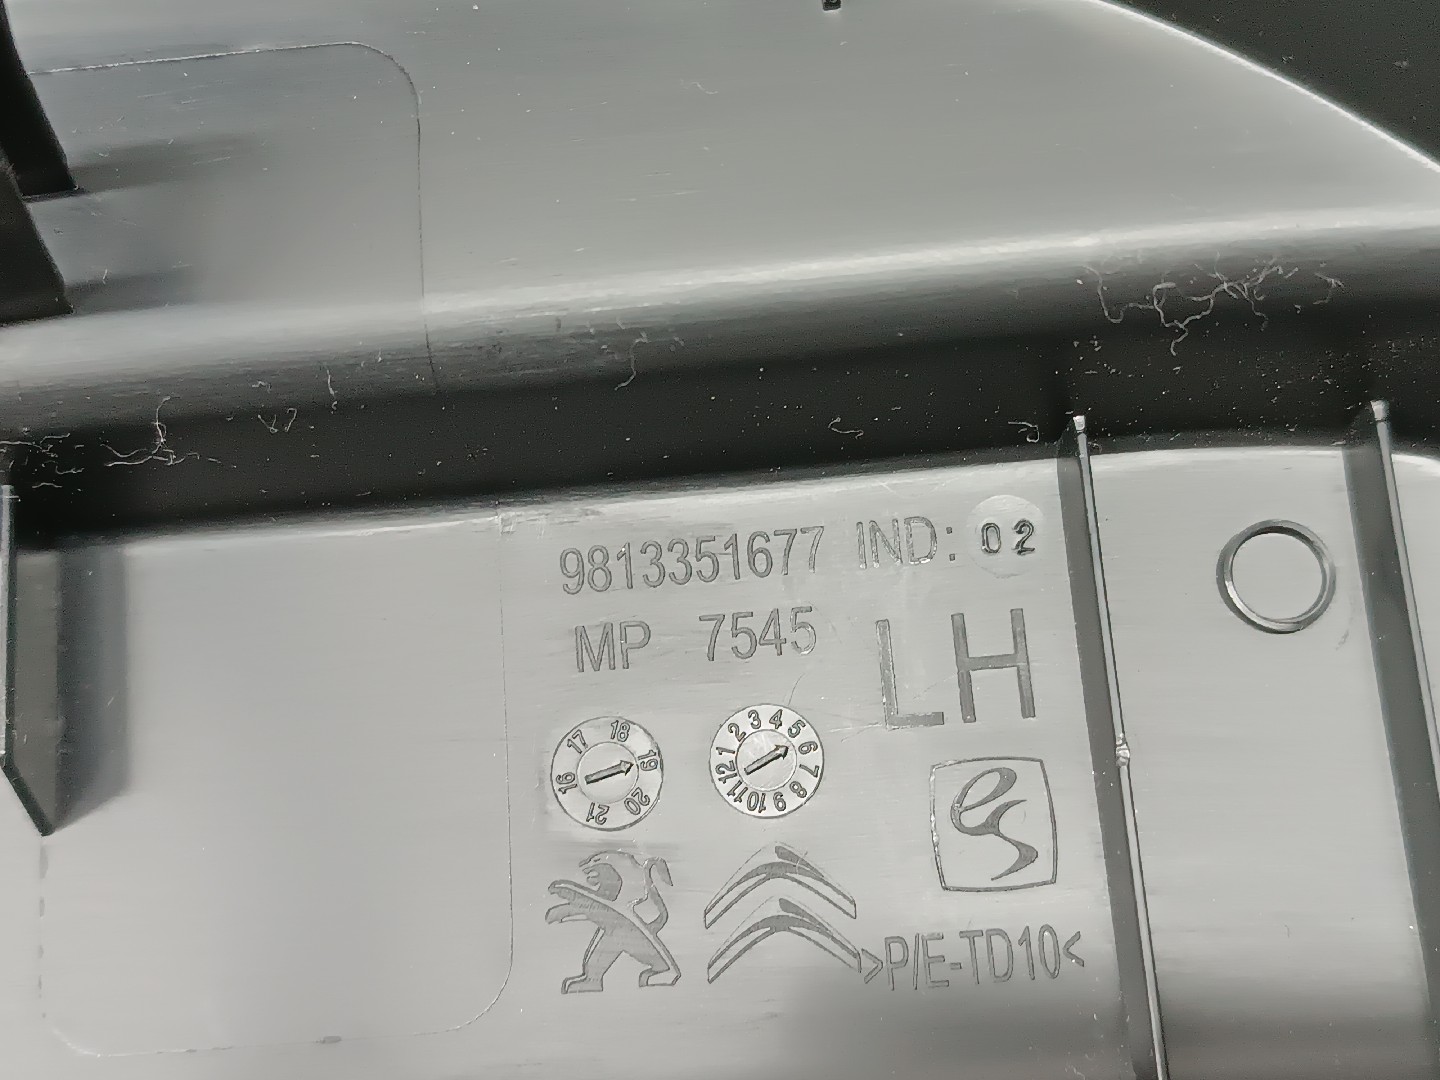 9813351677 IND: 02
MP 7545
LH
16 17 18 19 20 21
1 2 3 4 5 6 7 8 9 10 11 12
>P/E-TD10<